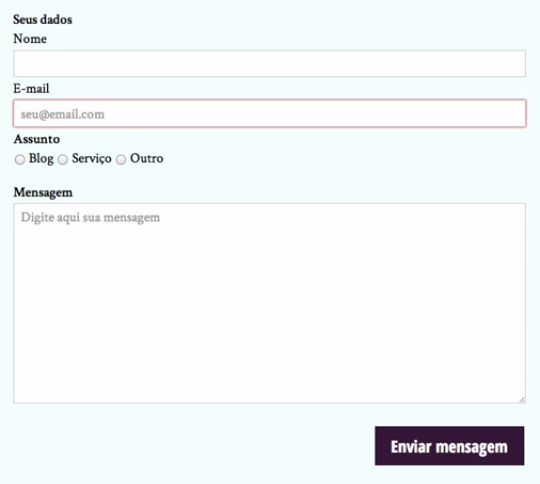 Seus dados
Nome
E-mail
seu@email.com
Assunto
Blog Serviço Outro
Mensagem
Digite aqui sua mensagem
Enviar mensagem